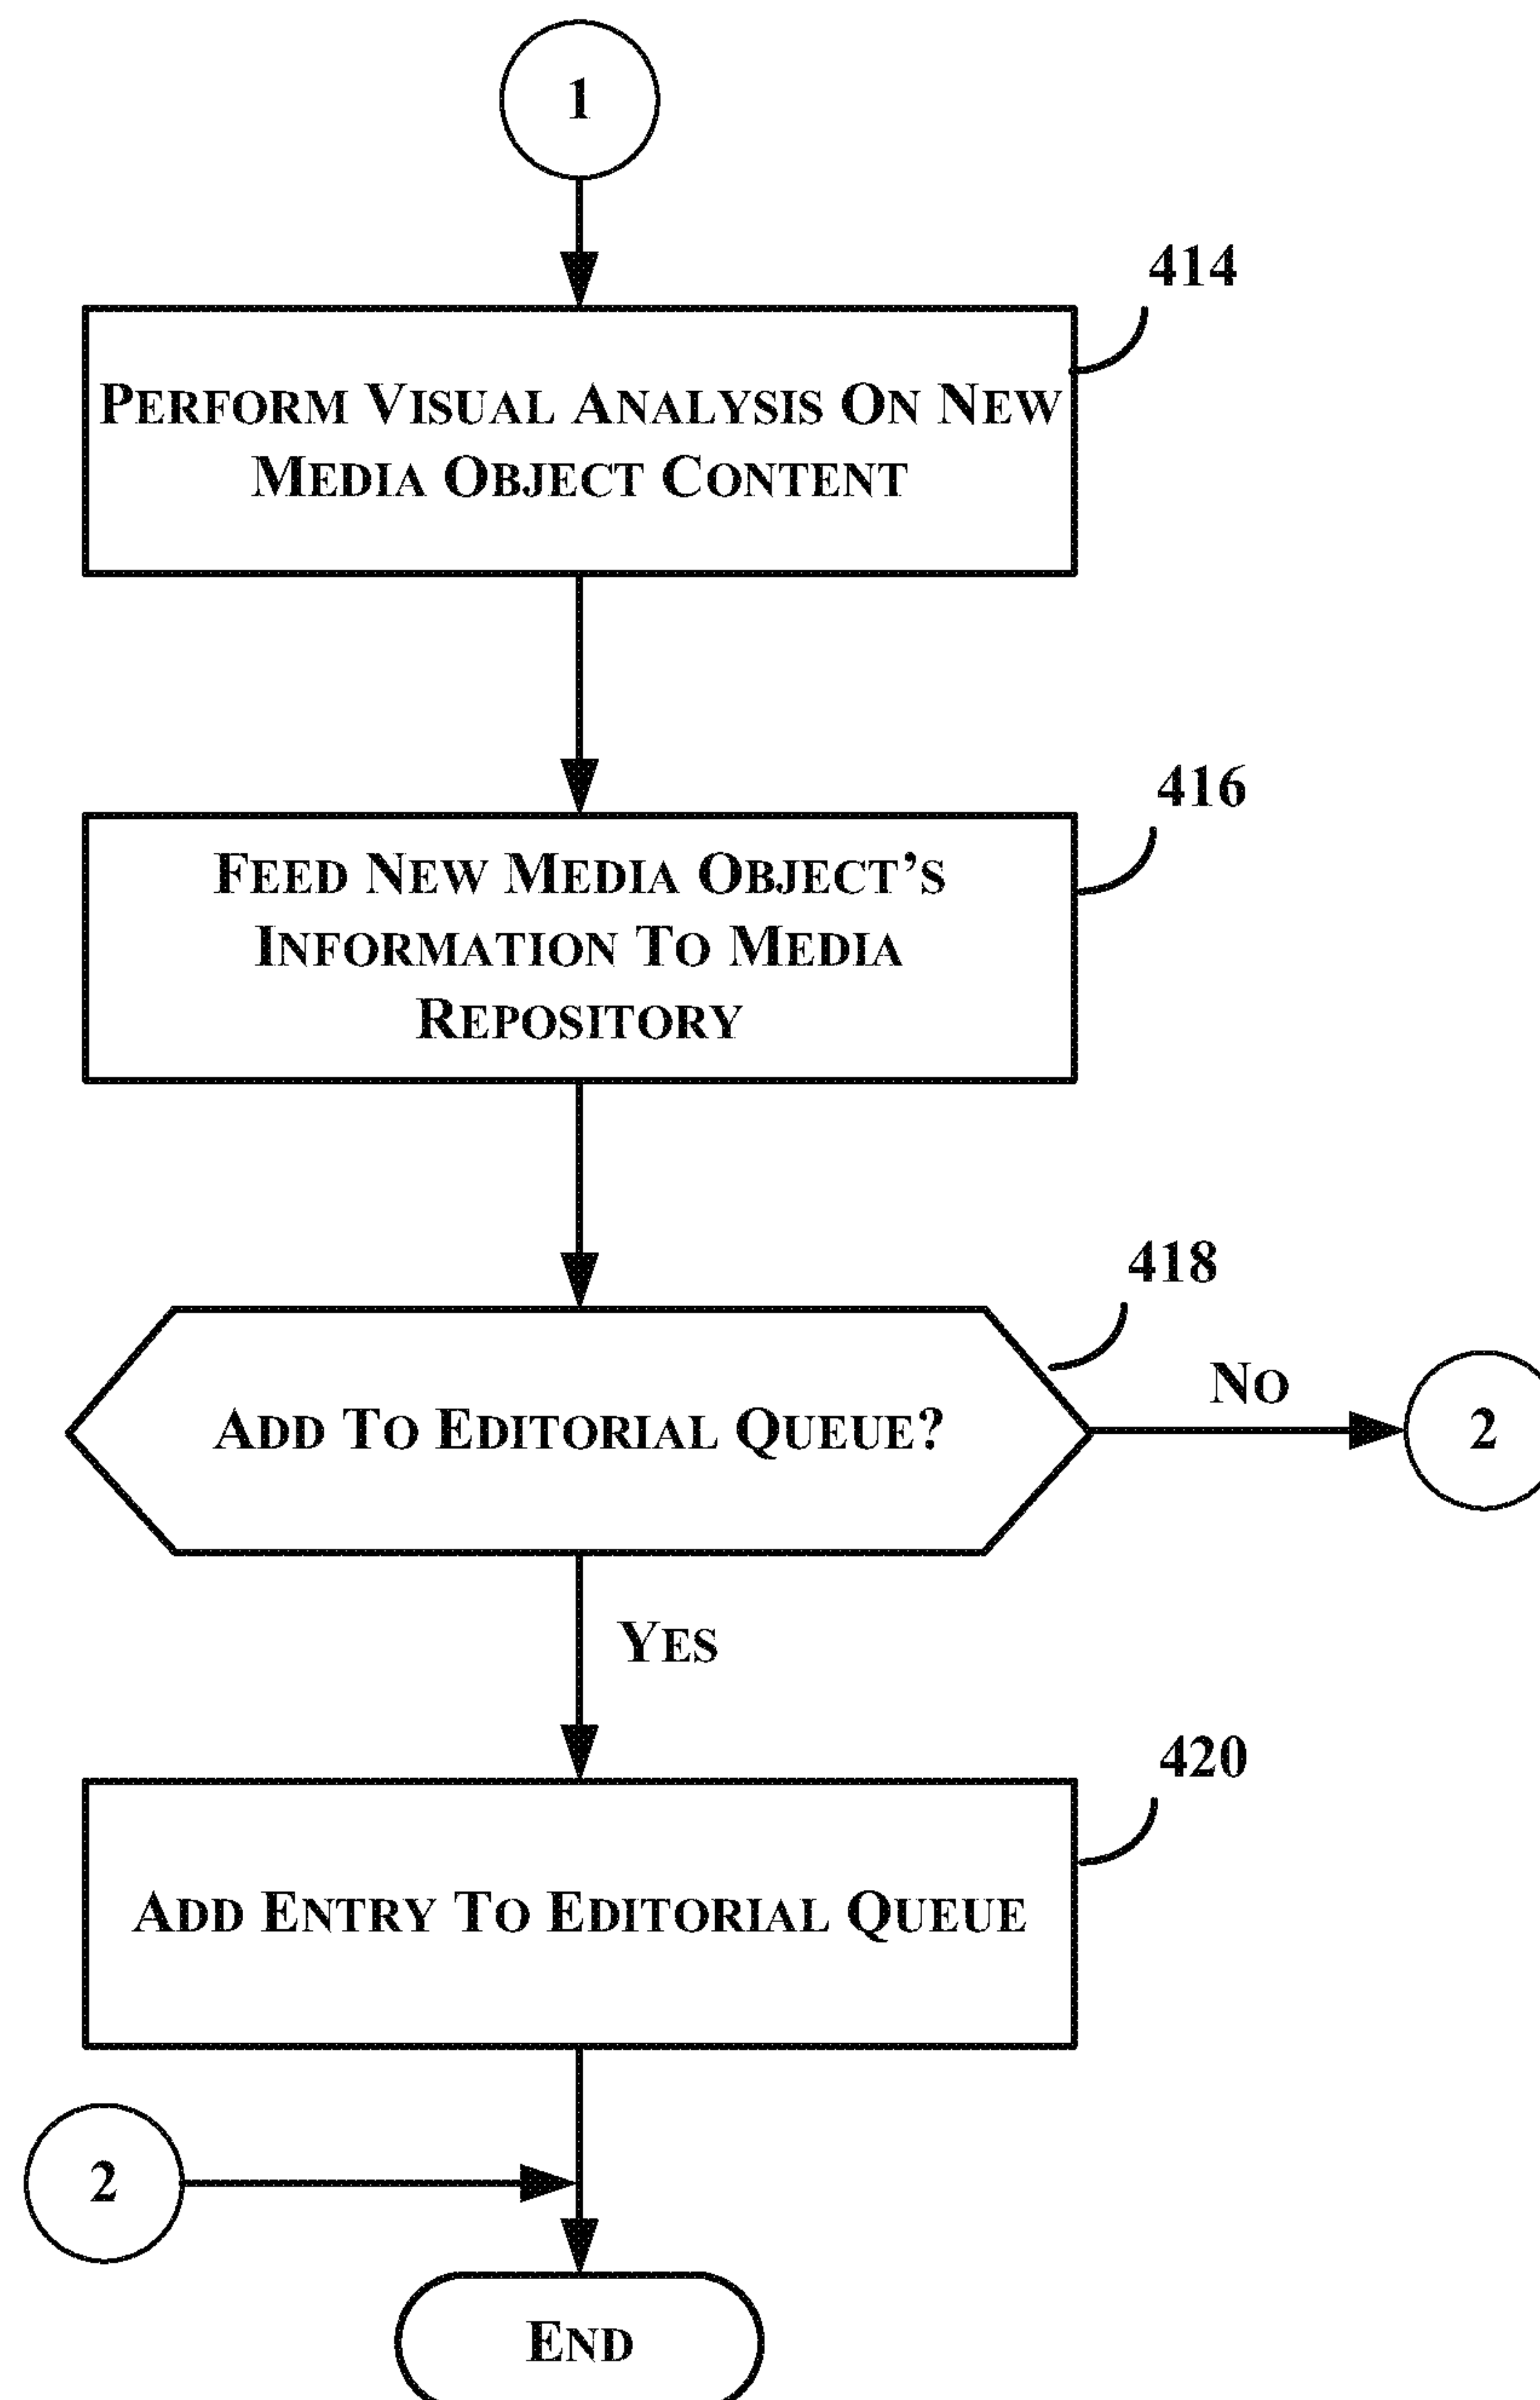 1
414
PERFORM VISUAL ANALYSIS ON NEW
MEDIA OBJECT CONTENT
416
FEED NEW MEDIA OBJECT’S
INFORMATION TO MEDIA
REPOSITORY
418
ADD TO EDITORIAL QUEUE?
NO
2
YES
420
ADD ENTRY TO EDITORIAL QUEUE
2
END